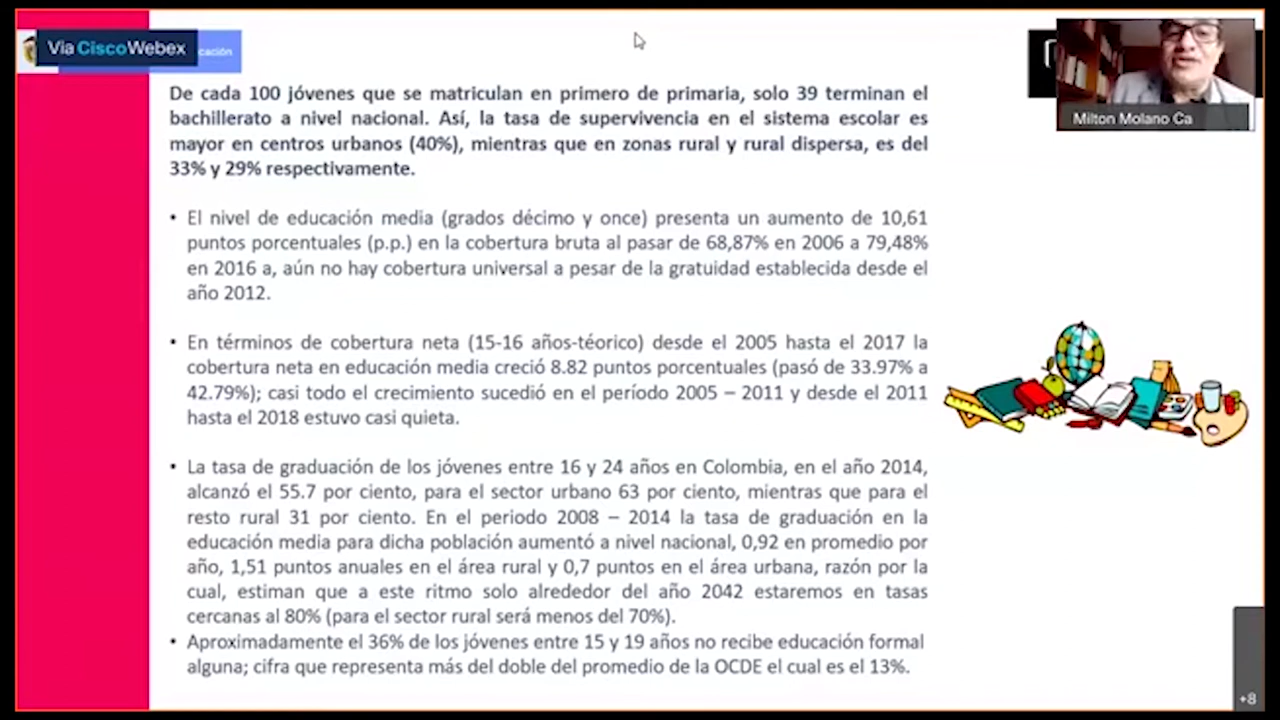 Vía CiscoWebex
cación
Milton Molano Ca
De cada 100 jóvenes que se matriculan en primero de primaria, solo 39 terminan el
bachillerato a nivel nacional. Así, la tasa de supervivencia en el sistema escolar es
mayor en centros urbanos (40%), mientras que en zonas rural y rural dispersa, es del
33% y 29% respectivamente.
• El nivel de educación media (grados décimo y once) presenta un aumento de 10,61
puntos porcentuales (p.p.) en la cobertura bruta al pasar de 68,87% en 2006 a 79,48%
en 2016 a, aún no hay cobertura universal a pesar de la gratuidad establecida desde el
año 2012.
• En términos de cobertura neta (15-16 años-téorico) desde el 2005 hasta el 2017 la
cobertura neta en educación media creció 8.82 puntos porcentuales (pasó de 33.97% a
42.79%); casi todo el crecimiento sucedió en el período 2005 – 2011 y desde el 2011
hasta el 2018 estuvo casi quieta.
• La tasa de graduación de los jóvenes entre 16 y 24 años en Colombia, en el año 2014,
alcanzó el 55.7 por ciento, para el sector urbano 63 por ciento, mientras que para el
resto rural 31 por ciento. En el periodo 2008 – 2014 la tasa de graduación en la
educación media para dicha población aumentó a nivel nacional, 0,92 en promedio por
año, 1,51 puntos anuales en el área rural y 0,7 puntos en el área urbana, razón por la
cual, estiman que a este ritmo solo alrededor del año 2042 estaremos en tasas
cercanas al 80% (para el sector rural será menos del 70%).
• Aproximadamente el 36% de los jóvenes entre 15 y 19 años no recibe educación formal
alguna; cifra que representa más del doble del promedio de la OCDE el cual es el 13%.
+8